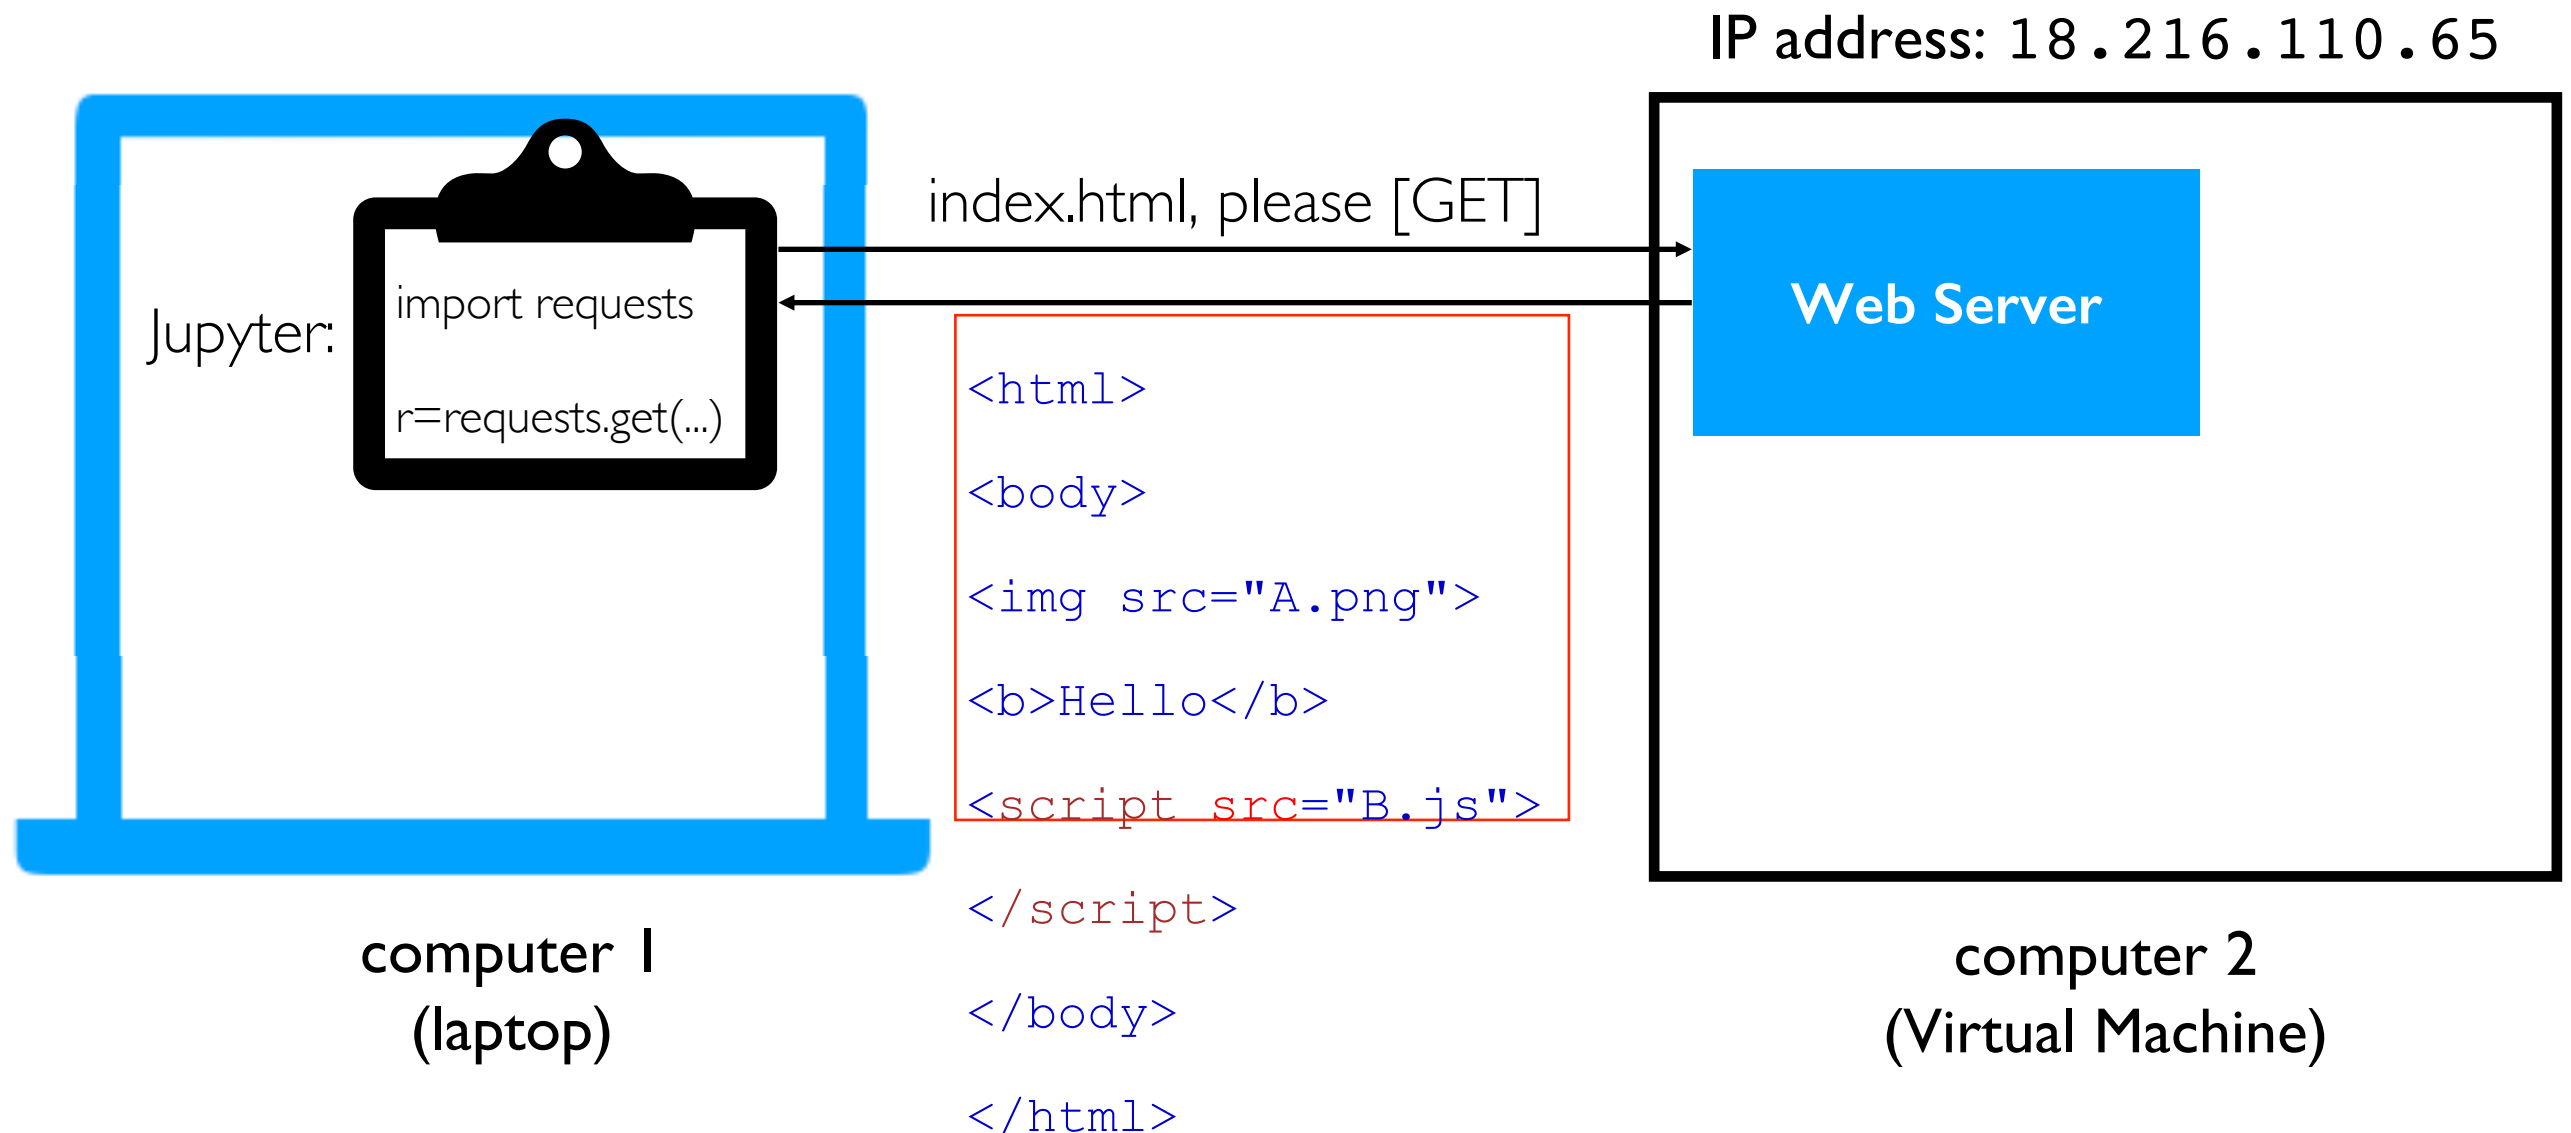 IP address: 18.216.110.65
index.html, please [GET]
Jupyter:
import requests
r=requests.get(...)
Web Server
<html>
<body>
<img src="A.png">
<b>Hello</b>
<script src="B.js">
</script>
</body>
</html>
computer 1
(laptop)
computer 2
(Virtual Machine)